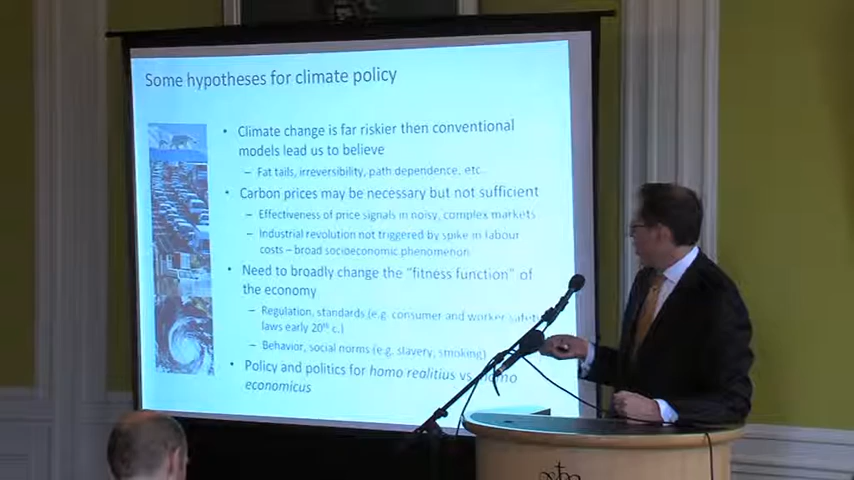 Some hypotheses for climate policy
• Climate change is far riskier then conventional
models lead us to believe
– Fat tails, irreversibility, path dependence, etc.
• Carbon prices may be necessary but not sufficient
– Effectiveness of price signals in noisy, complex markets
– Industrial revolution not triggered by spike in labour
costs – broad socioeconomic phenomenon
• Need to broadly change the "fitness function" of
the economy
– Regulation, standards (e.g. consumer and worker safety
laws early 20th c.)
– Behavior, social norms (e.g. slavery, smoking)
• Policy and politics for homo realitius vs.
economicus